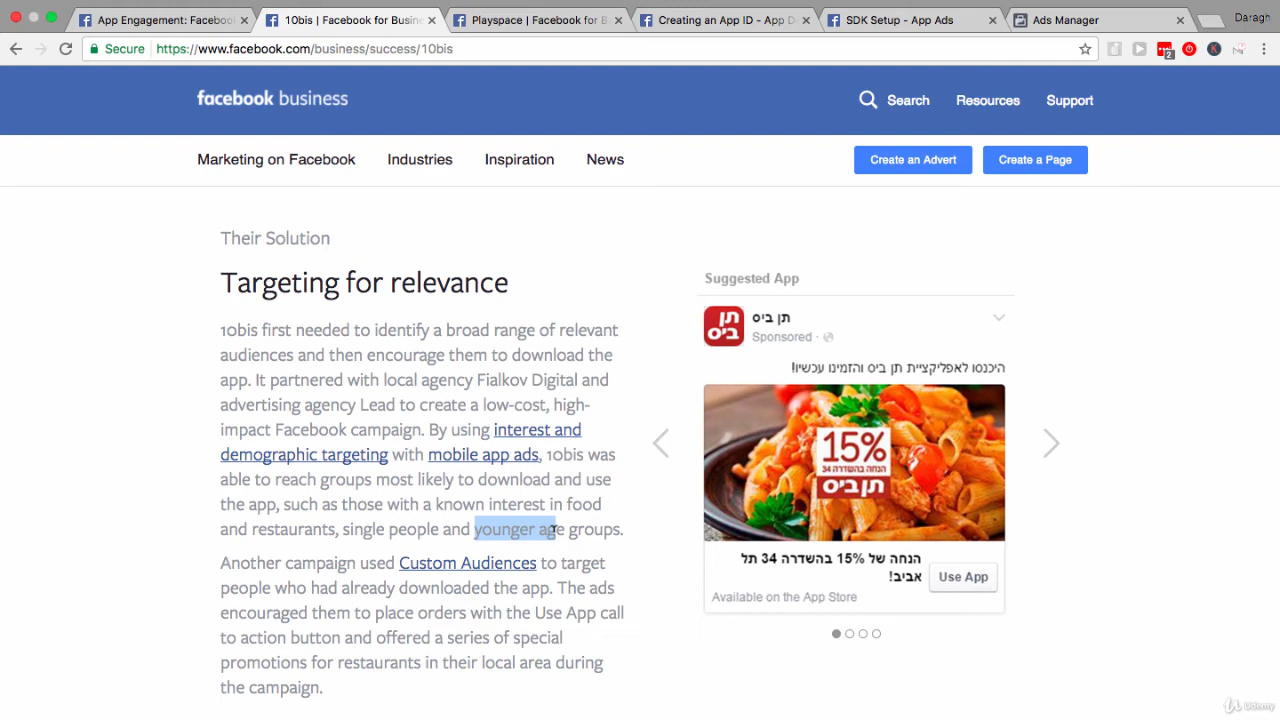 App Engagement: Facebook
10bis | Facebook for Busine
Playspace | Facebook for B
Creating an App ID - App D
SDK Setup - App Ads
Ads Manager
Daragh
Secure https://www.facebook.com/business/success/10bis
2
K
facebook business
Search
Resources
Support
Marketing on Facebook
Industries
Inspiration
News
Create an Advert
Create a Page
Their Solution
Targeting for relevance
10bis first needed to identify a broad range of relevant
audiences and then encourage them to download the
app. It partnered with local agency Fialkov Digital and
advertising agency Lead to create a low-cost, high-
impact Facebook campaign. By using interest and
demographic targeting with mobile app ads, 10bis was
able to reach groups most likely to download and use
the app, such as those with a known interest in food
and restaurants, single people and younger age groups.
Another campaign used Custom Audiences to target
people who had already downloaded the app. The ads
encouraged them to place orders with the Use App call
to action button and offered a series of special
promotions for restaurants in their local area during
the campaign.
Suggested App
תן
ביס
תן ביס
Sponsored ·
היכנסו לאפליקציית תן ביס והזמינו עכשיו!
15%
הנחה בהשדרה 34
תן ביס
הנחה של 15% בהשדרה 34 תל
אביב!
Use App
Available on the App Store
Udemy